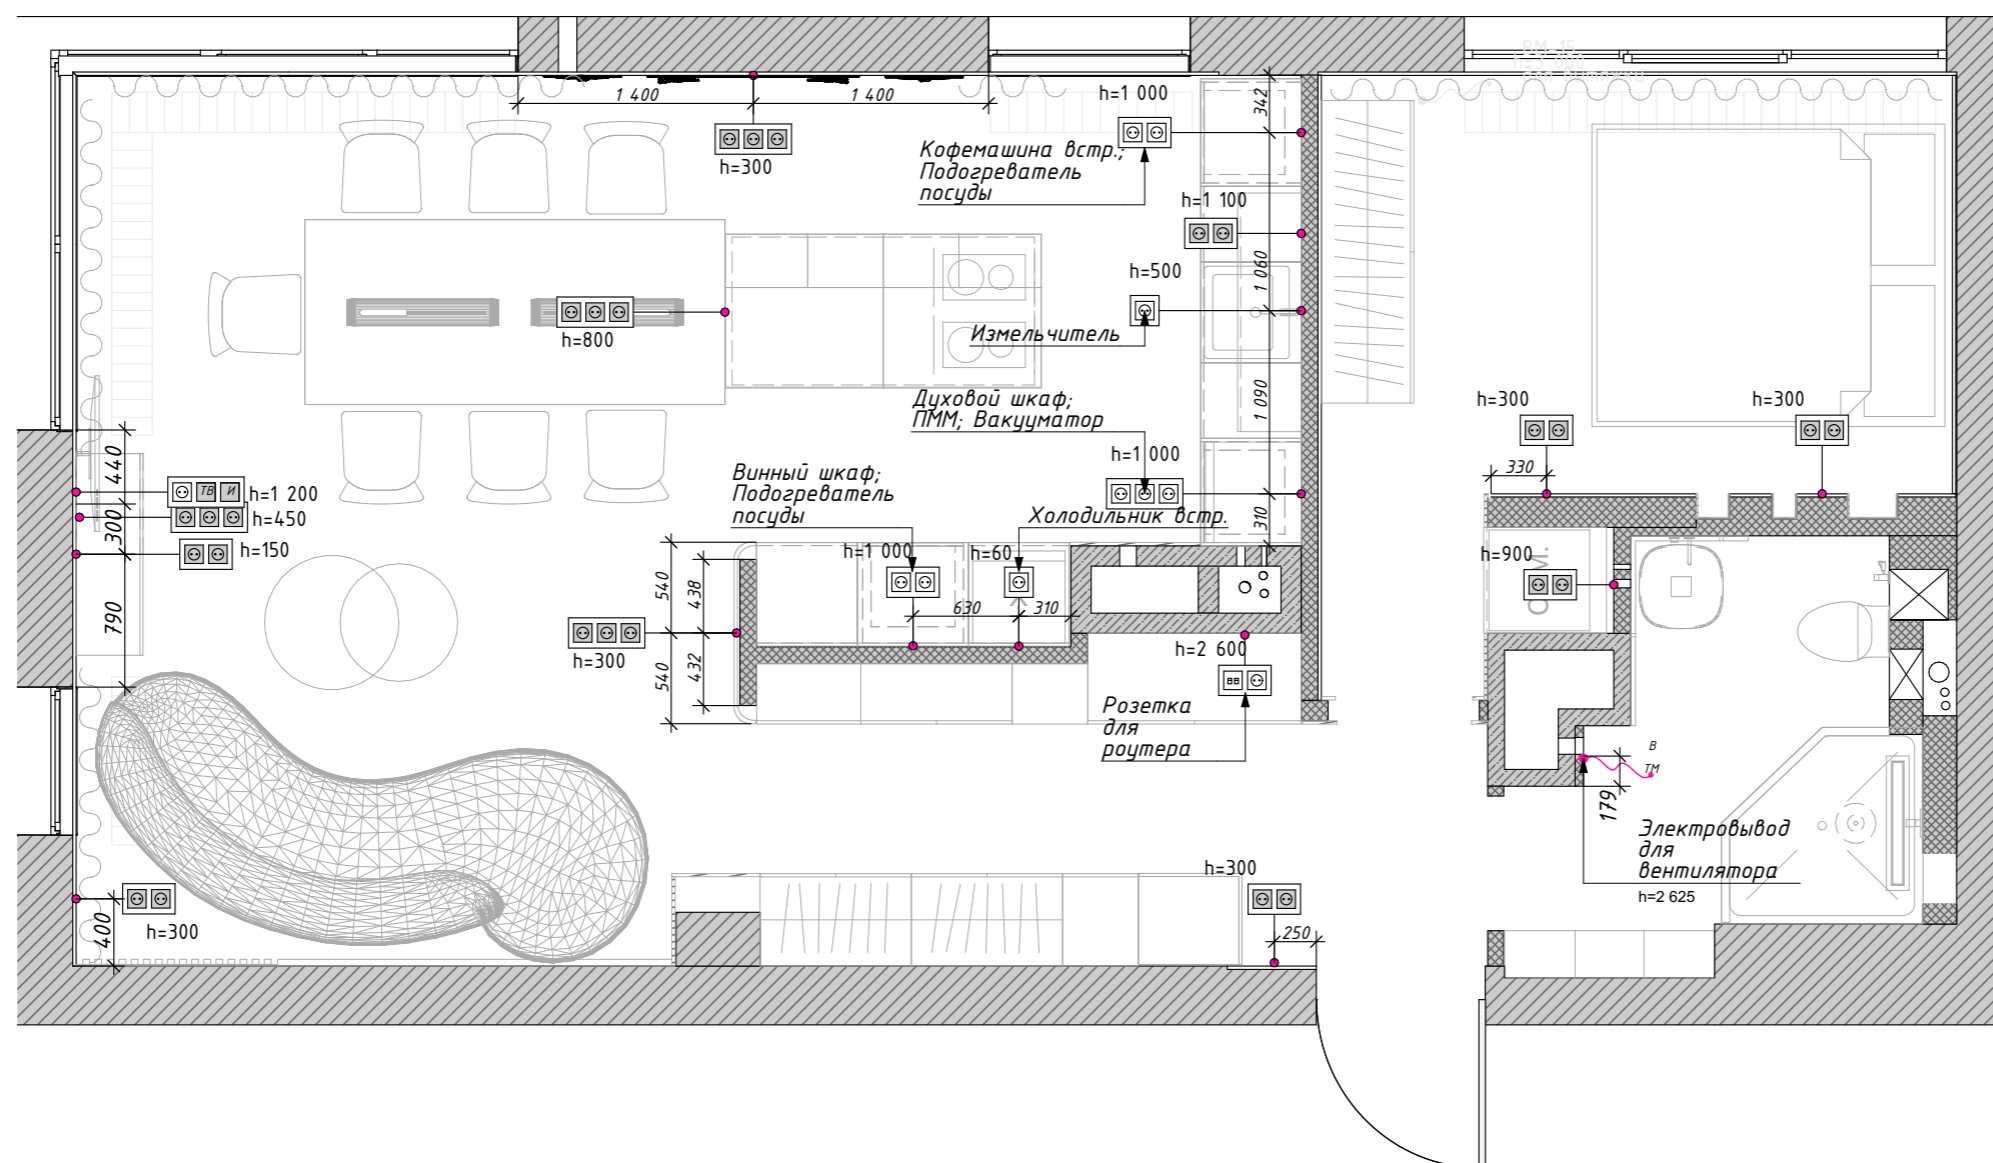 1 400
1 400
h=300
h=1 000
342
Кофемашина встр.;
Подогреватель
посуды
h=1 100
1 060
h=500
Измельчитель
h=800
Духовой шкаф;
ПММ; Вакууматор
1 090
h=1 000
310
Винный шкаф;
Подогреватель
посуды
Холодильник встр.
h=1 000
h=60
630
310
440
ТВ
И
h=1 200
300
h=450
h=150
790
540
438
h=300
540
432
h=2 600
Розетка
для
роутера
h=300
h=300
330
h=900
В
ТМ
179
Электровывод
для
вентилятора
h=2 625
h=300
400
h=300
250